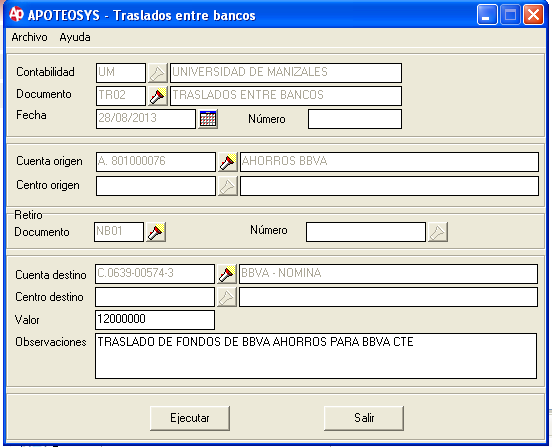 APOTEOSYS - Traslados entre bancos
Archivo Ayuda
Contabilidad UM UNIVERSIDAD DE MANIZALES
Documento TR02 TRASLADOS ENTRE BANCOS
Fecha 28/08/2013 Número
Cuenta origen A. 801000076 AHORROS BBVA
Centro origen
Retiro
Documento NB01 Número
Cuenta destino C.0639-00574-3 BBVA - NOMINA
Centro destino
Valor 12000000
Observaciones TRASLADO DE FONDOS DE BBVA AHORROS PARA BBVA CTE
Ejecutar Salir